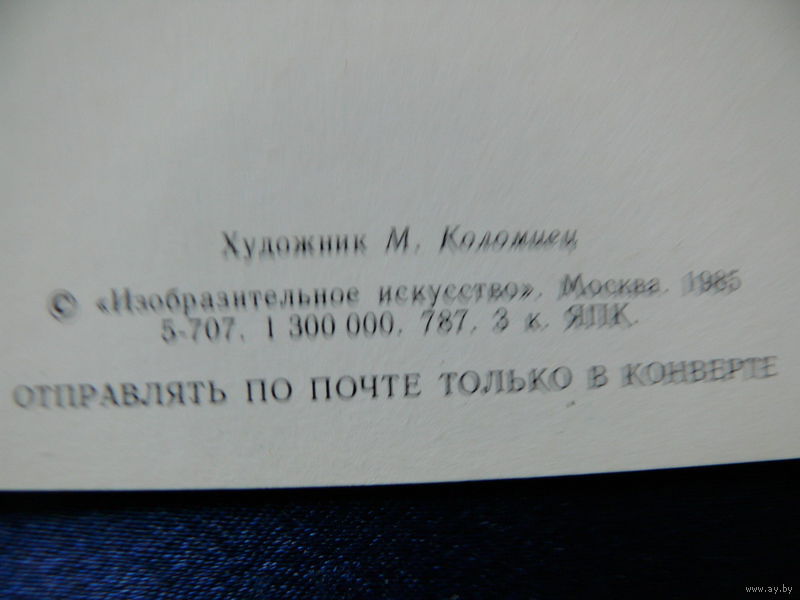 Художник М. Коломиец
© «Изобразительное искусство». Москва. 1985
5-707. 1 300 000. 787. 3 к. ЯПК.
ОТПРАВЛЯТЬ ПО ПОЧТЕ ТОЛЬКО В КОНВЕРТЕ
www.ay.by